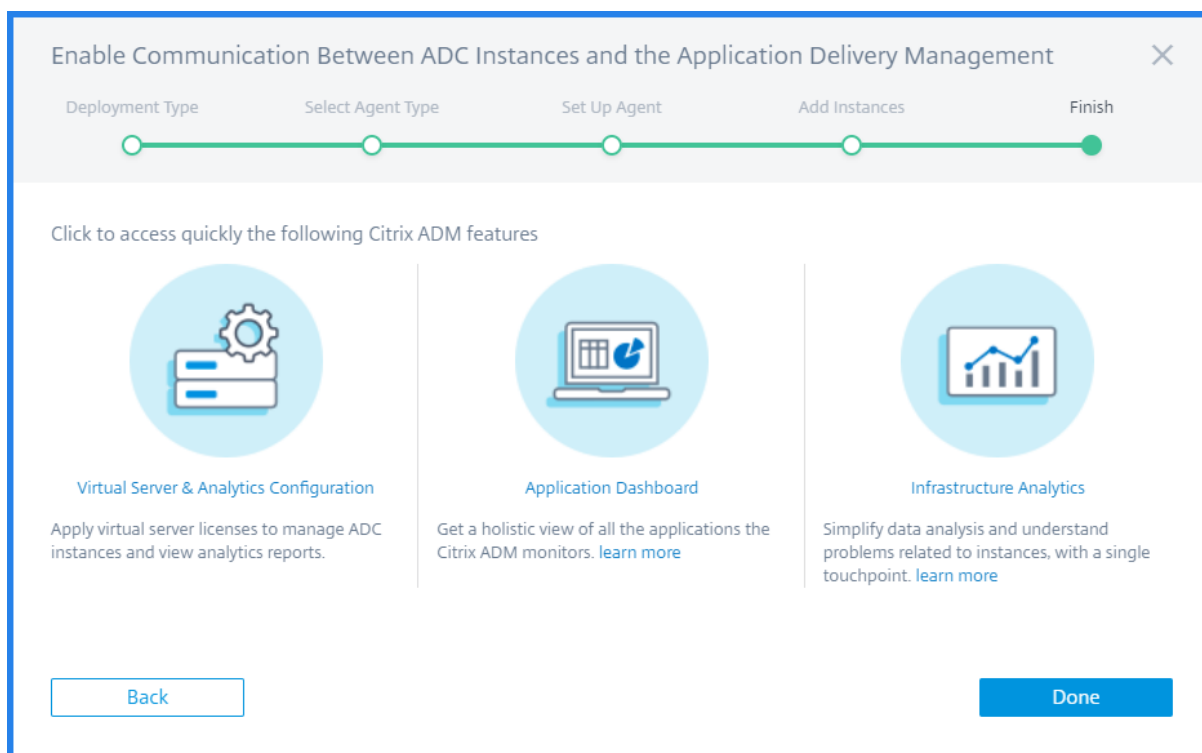 Enable Communication Between ADC Instances and the Application Delivery Management
Deployment Type
Select Agent Type
Set Up Agent
Add Instances
Finish
Click to access quickly the following Citrix ADM features
Virtual Server & Analytics Configuration
Apply virtual server licenses to manage ADC
instances and view analytics reports.
Application Dashboard
Get a holistic view of all the applications the
Citrix ADM monitors. learn more
Infrastructure Analytics
Simplify data analysis and understand
problems related to instances, with a single
touchpoint. learn more
Back
Done